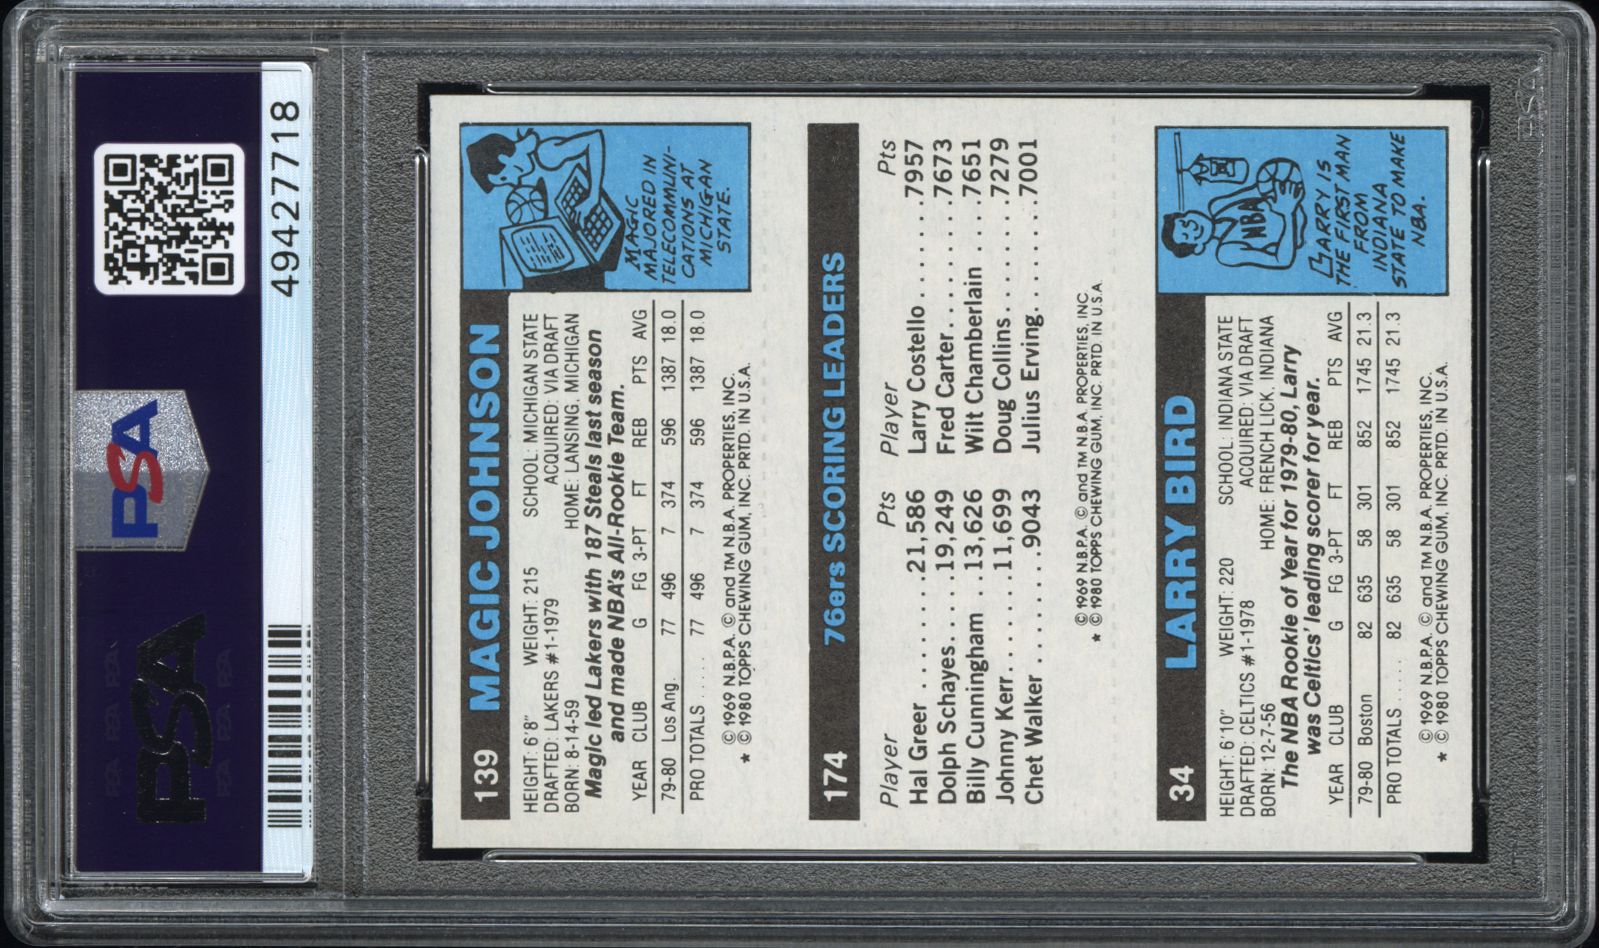 PSA
PSA
49427718
139 MAGIC JOHNSON
HEIGHT: 6'8" WEIGHT: 215 SCHOOL: MICHIGAN STATE
DRAFTED: LAKERS #1-1979 ACQUIRED: VIA DRAFT
BORN: 8-14-59 HOME: LANSING, MICHIGAN
Magic led Lakers with 187 Steals last season
and made NBA's All-Rookie Team.
YEAR CLUB G FG 3-PT FT REB PTS AVG
79-80 Los Ang. 77 496 7 374 596 1387 18.0
PRO TOTALS ..... 77 496 7 374 596 1387 18.0
© 1969 N.B.P.A. © and TM N.B.A. PROPERTIES, INC.
★ © 1980 TOPPS CHEWING GUM, INC. PRTD. IN U.S.A.
MAGIC
MAJORED IN
TELECOMMUNI-
CATIONS AT
MICHIGAN
STATE.
174 76ers SCORING LEADERS
Player Pts Player Pts
Hal Greer ........21,586 Larry Costello......7957
Dolph Schayes....19,249 Fred Carter........7673
Billy Cunningham ..13,626 Wilt Chamberlain ...7651
Johnny Kerr.......11,699 Doug Collins.......7279
Chet Walker ........9043 Julius Erving.......7001
© 1969 N.B.P.A. © and TM N.B.A. PROPERTIES, INC.
★ © 1980 TOPPS CHEWING GUM, INC. PRTD. IN U.S.A.
34 LARRY BIRD
HEIGHT: 6'10" WEIGHT: 220 SCHOOL: INDIANA STATE
DRAFTED: CELTICS #1-1978 ACQUIRED: VIA DRAFT
BORN: 12-7-56 HOME: FRENCH LICK, INDIANA
The NBA Rookie of Year for 1979-80, Larry
was Celtics' leading scorer for year.
YEAR CLUB G FG 3-PT FT REB PTS AVG
79-80 Boston 82 635 58 301 852 1745 21.3
PRO TOTALS ..... 82 635 58 301 852 1745 21.3
© 1969 N.B.P.A. © and TM N.B.A. PROPERTIES, INC.
★ © 1980 TOPPS CHEWING GUM, INC. PRTD. IN U.S.A.
NBA
LARRY IS
THE FIRST MAN
FROM
INDIANA
STATE TO MAKE
NBA.
PSA